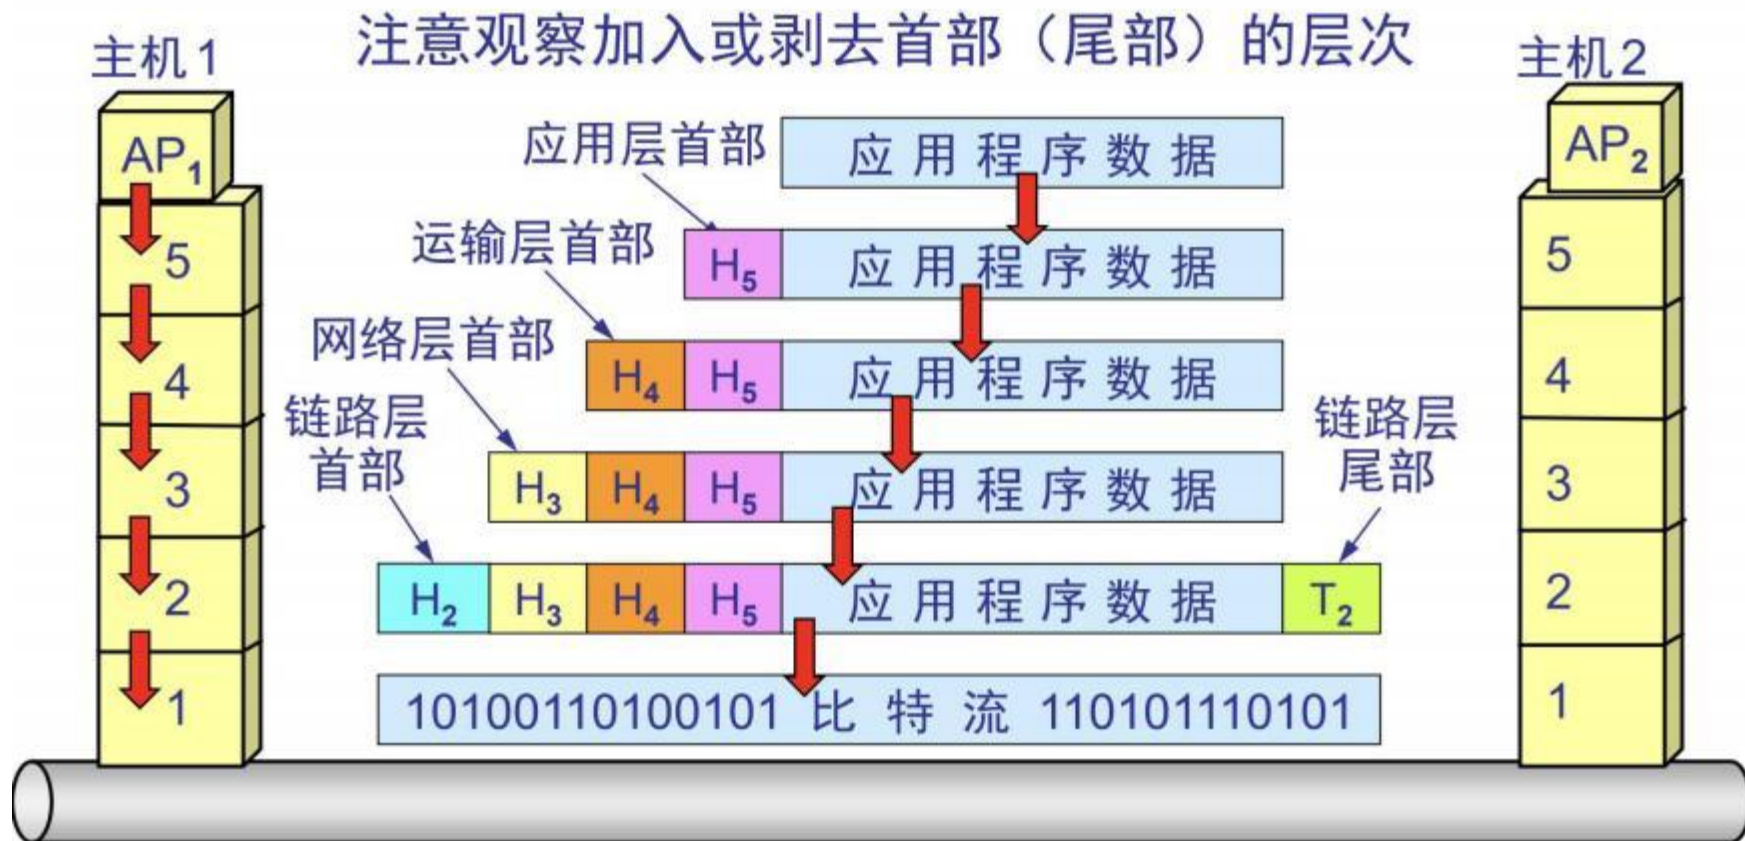 注意观察加入或剥去首部（尾部）的层次
主机 1
主机 2
AP₁
AP₂
应用层首部
应 用 程 序 数 据
5
运输层首部
H₅ 应 用 程 序 数 据
5
4
网络层首部
H₄ H₅ 应 用 程 序 数 据
4
3
链路层
首部
H₃ H₄ H₅ 应 用 程 序 数 据
链路层
尾部
3
2
H₂ H₃ H₄ H₅ 应 用 程 序 数 据 T₂
2
1
10100110100101 比 特 流 110101110101
1